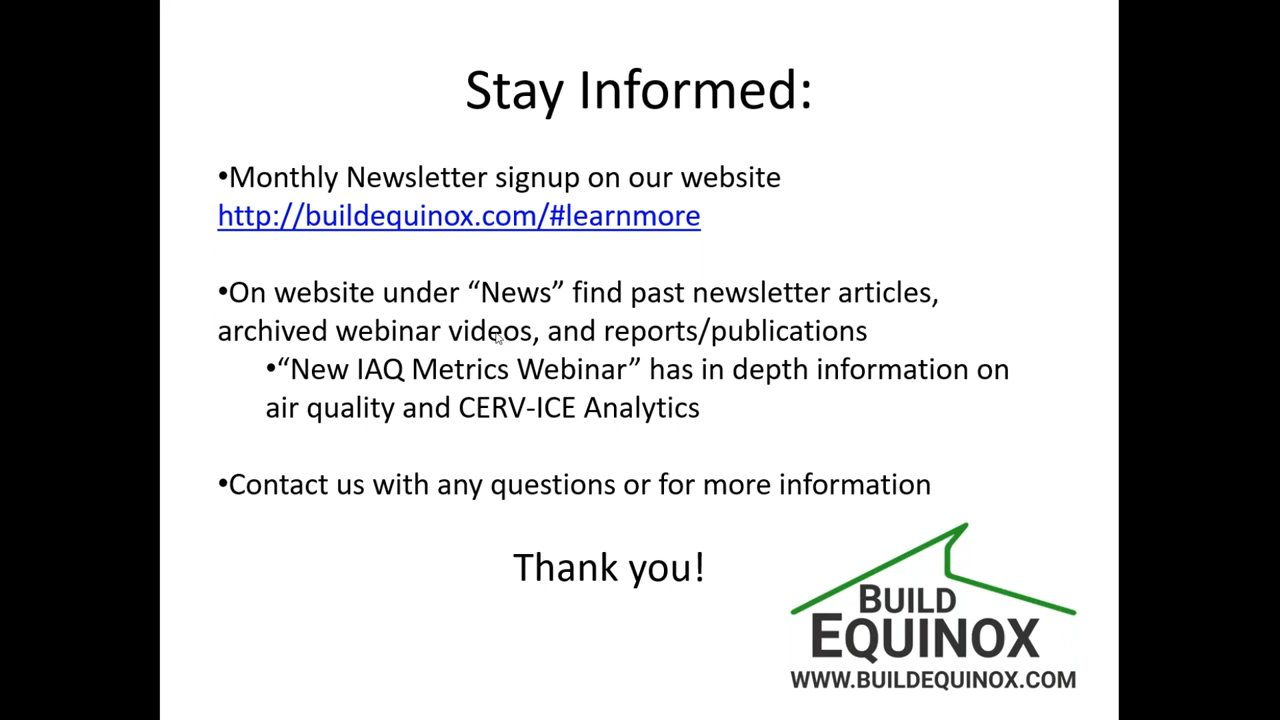 Stay Informed:
•Monthly Newsletter signup on our website
http://buildequinox.com/#learnmore
•On website under “News” find past newsletter articles,
archived webinar videos, and reports/publications
•“New IAQ Metrics Webinar” has in depth information on
air quality and CERV-ICE Analytics
•Contact us with any questions or for more information
Thank you!
BUILD
EQUINOX
WWW.BUILDEQUINOX.COM